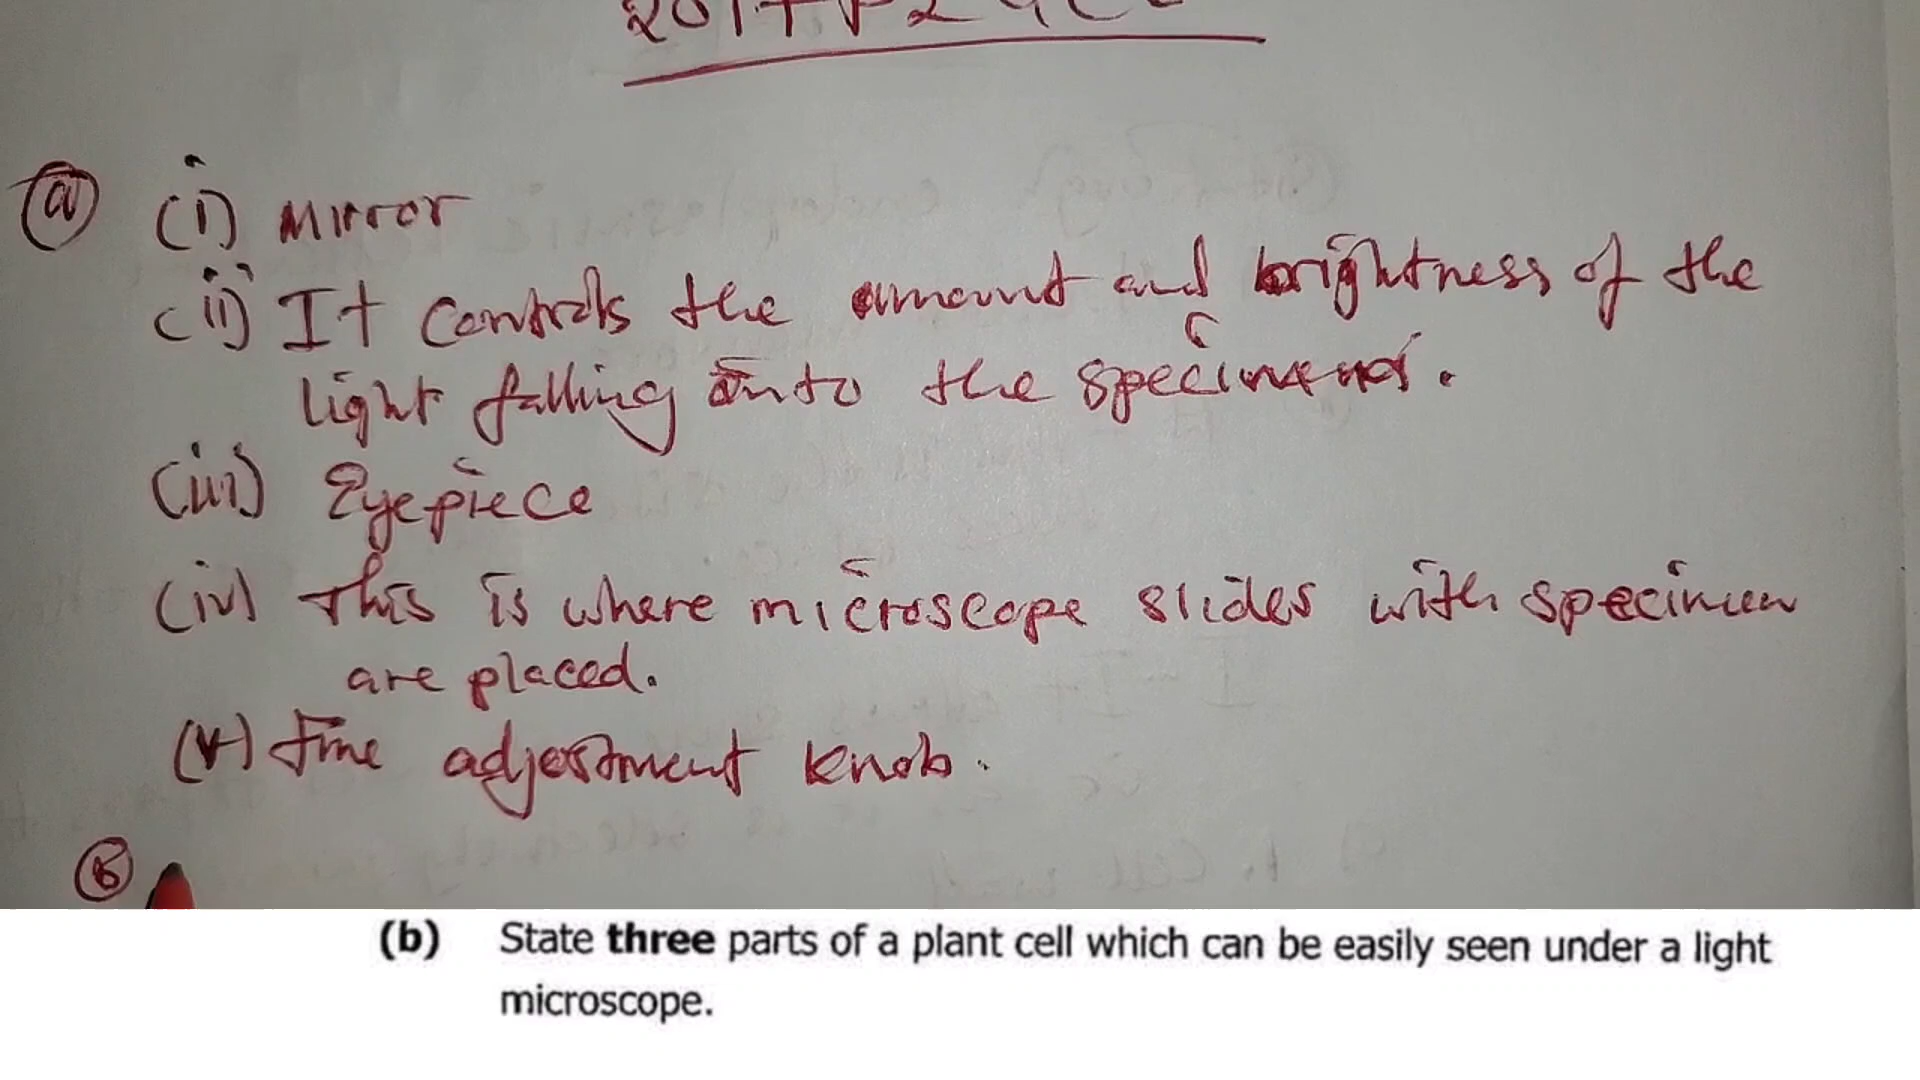 (a) (i) Mirror
(ii) It controls the amount and brightness of the
light falling onto the specimens.
(iii) Eyepiece
(iv) This is where microscope slides with specimen
are placed.
(v) fine adjustment knob.
(b)
(b) State three parts of a plant cell which can be easily seen under a light
microscope.